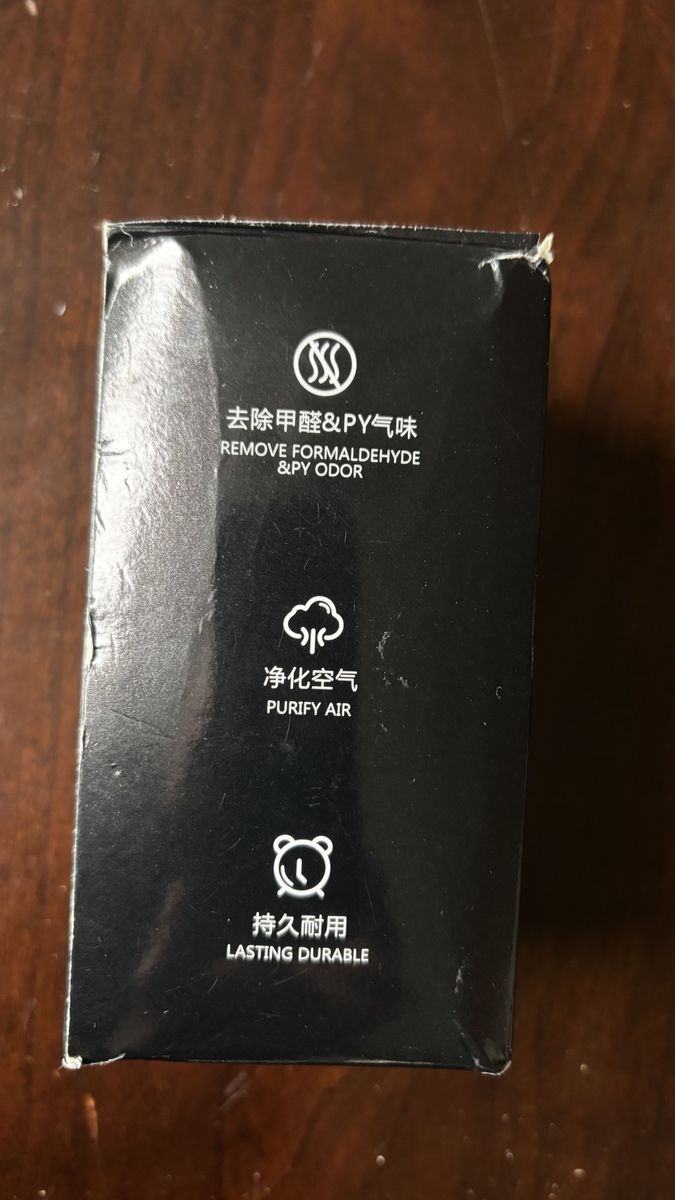 去除甲醛&PY气味
REMOVE FORMALDEHYDE
&PY ODOR
净化空气
PURIFY AIR
持久耐用
LASTING DURABLE